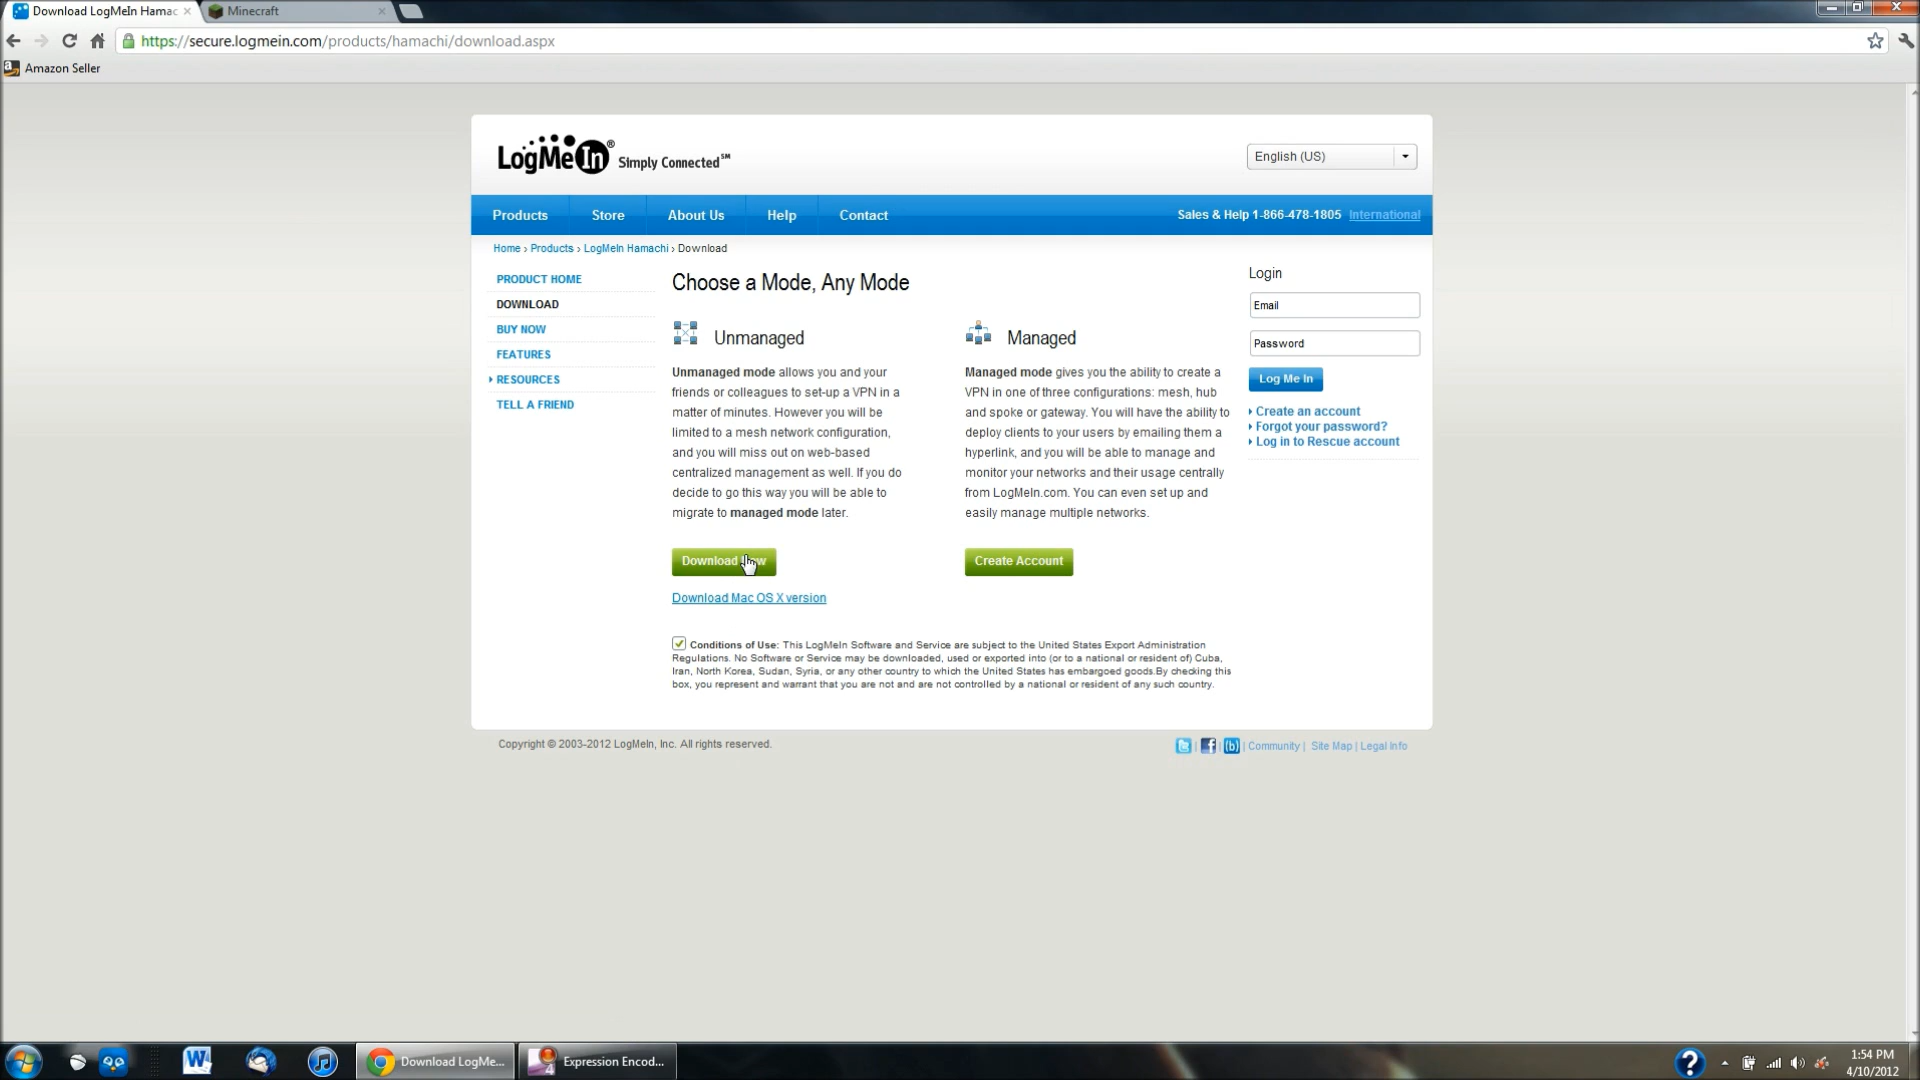 Download LogMeIn Hamac
Minecraft
https://secure.logmein.com/products/hamachi/download.aspx
Amazon Seller
LogMeIn® Simply Connected℠
English (US)
Products
Store
About Us
Help
Contact
Sales & Help 1-866-478-1805 International
Home › Products › LogMeIn Hamachi › Download
PRODUCT HOME
DOWNLOAD
BUY NOW
FEATURES
RESOURCES
TELL A FRIEND
Choose a Mode, Any Mode
Unmanaged
Unmanaged mode allows you and your
friends or colleagues to set-up a VPN in a
matter of minutes. However you will be
limited to a mesh network configuration,
and you will miss out on web-based
centralized management as well. If you do
decide to go this way you will be able to
migrate to managed mode later.
Download
Download Mac OS X version
Managed
Managed mode gives you the ability to create a
VPN in one of three configurations: mesh, hub
and spoke or gateway. You will have the ability to
deploy clients to your users by emailing them a
hyperlink, and you will be able to manage and
monitor your networks and their usage centrally
from LogMeIn.com. You can even set up and
easily manage multiple networks.
Create Account
Conditions of Use: This LogMeIn Software and Service are subject to the United States Export Administration
Regulations. No Software or Service may be downloaded, used or exported into (or to a national or resident of) Cuba,
Iran, North Korea, Sudan, Syria, or any other country to which the United States has embargoed goods.By checking this
box, you represent and warrant that you are not and are not controlled by a national or resident of any such country.
Login
Email
Password
Log Me In
Create an account
Forgot your password?
Log in to Rescue account
Copyright © 2003-2012 LogMeIn, Inc. All rights reserved.
Community | Site Map | Legal Info
Download LogMe...
Expression Encod...
1:54 PM
4/10/2012